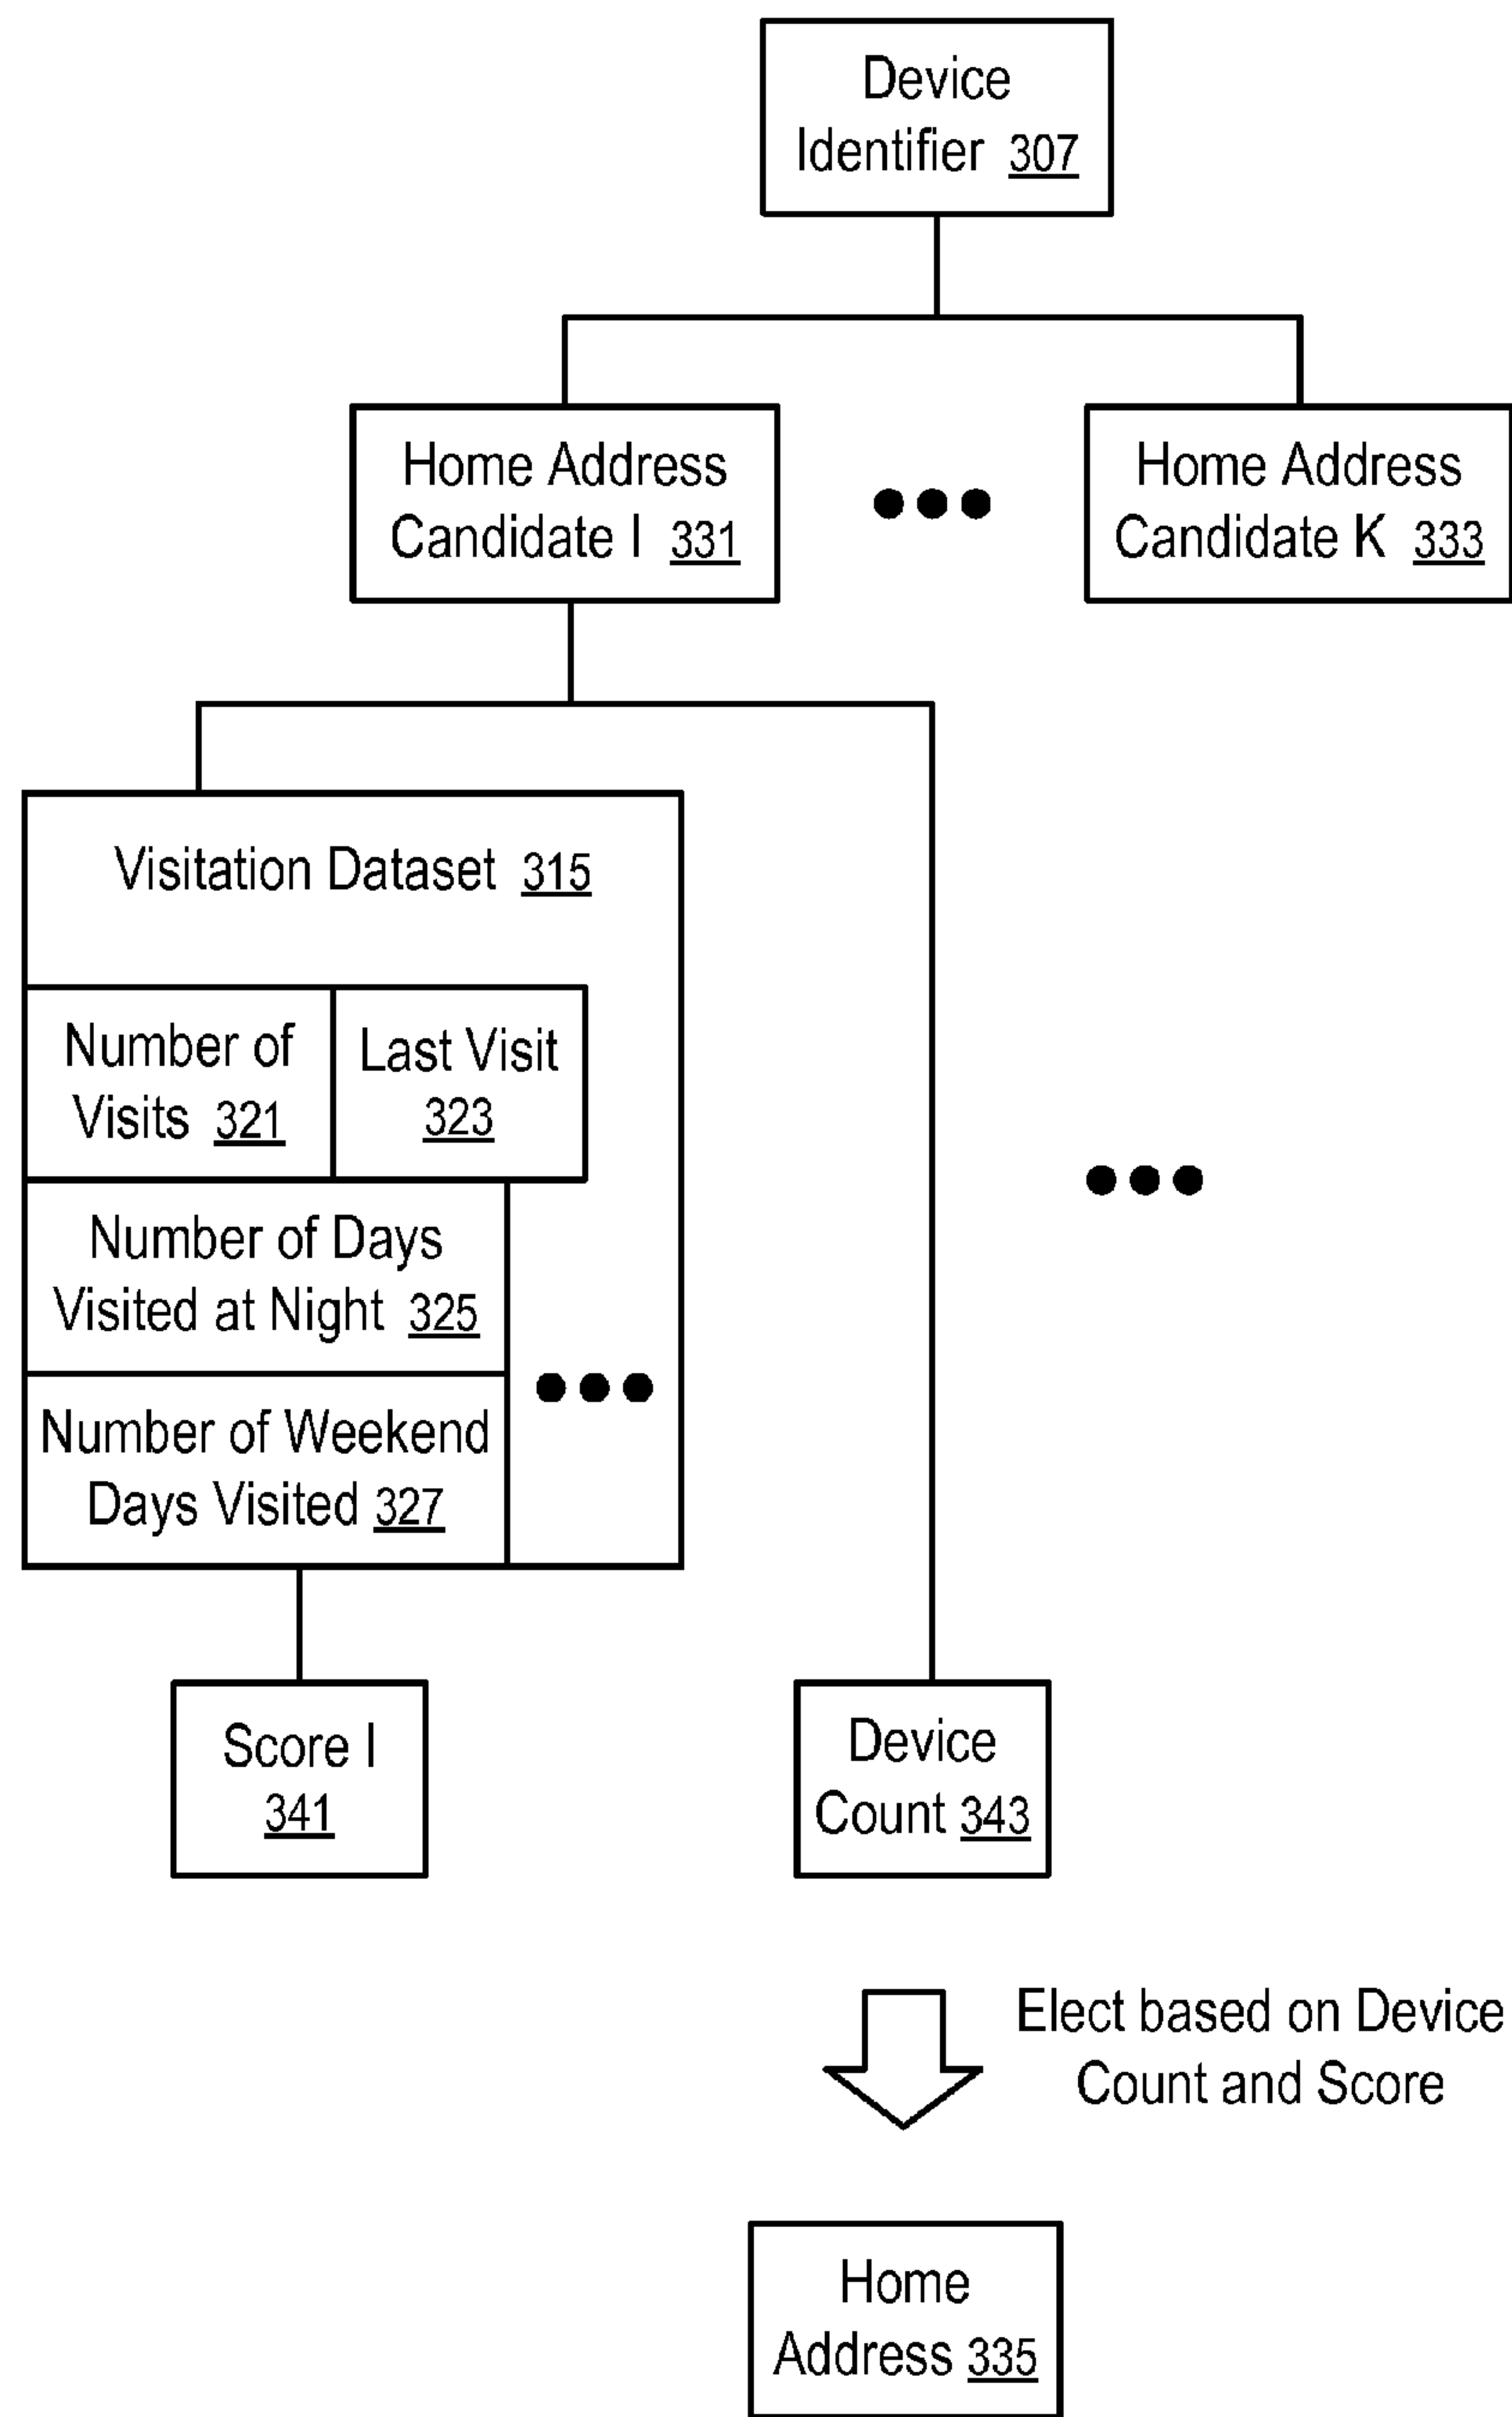 Device
Identifier 307
Home Address
Candidate I 331
Home Address
Candidate K 333
Visitation Dataset 315
Number of
Visits 321
Last Visit
323
Number of Days
Visited at Night 325
Number of Weekend
Days Visited 327
Score I
341
Device
Count 343
Elect based on Device
Count and Score
Home
Address 335